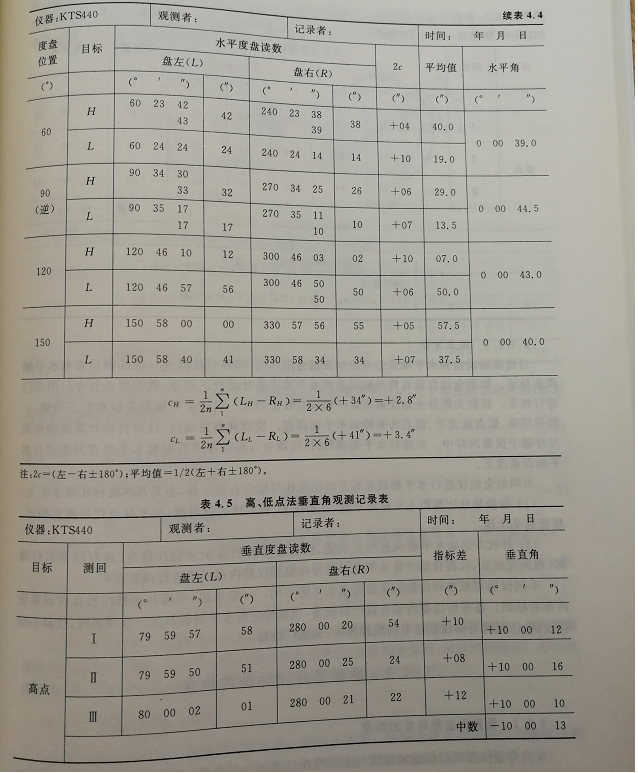 续表 4.4
仪器:KTS440 观测者: 记录者: 时间: 年 月 日
度盘位置 目标 水平度盘读数 2c 平均值 水平角
盘左(L) 盘右(R)
(°) (° ′ ″) (″) (° ′ ″) (″) (″) (″) (° ′ ″)
60 H 60 23 42 42 240 23 38 38 +04 40.0 0 00 39.0
43 39
L 60 24 24 24 240 24 14 14 +10 19.0
90(逆) H 90 34 30 32 270 34 25 26 +06 29.0 0 00 44.5
33
L 90 35 17 17 270 35 11 10 +07 13.5
17 10
120 H 120 46 10 12 300 46 03 02 +10 07.0 0 00 43.0
L 120 46 57 56 300 46 50 50 +06 50.0
50
150 H 150 58 00 00 330 57 56 55 +05 57.5 0 00 40.0
L 150 58 40 41 330 58 34 34 +07 37.5
c_H = 1/2n ∑₁ⁿ (L_H − R_H) = 1/2×6 (+34″) = +2.8″
c_L = 1/2n ∑₁ⁿ (L_L − R_L) = 1/2×6 (+41″) = +3.4″
注:2c=(左−右±180°);平均值=1/2(左+右±180°)。
表 4.5 高、低点法垂直角观测记录表
仪器:KTS440 观测者: 记录者: 时间: 年 月 日
目标 测回 垂直度盘读数 指标差 垂直角
盘左(L) 盘右(R)
(° ′ ″) (″) (° ′ ″) (″) (″) (° ′ ″)
高点 Ⅰ 79 59 57 58 280 00 20 54 +10 +10 00 12
Ⅱ 79 59 50 51 280 00 25 24 +08 +10 00 16
Ⅲ 80 00 02 01 280 00 21 22 +12 +10 00 10
中数 −10 00 13